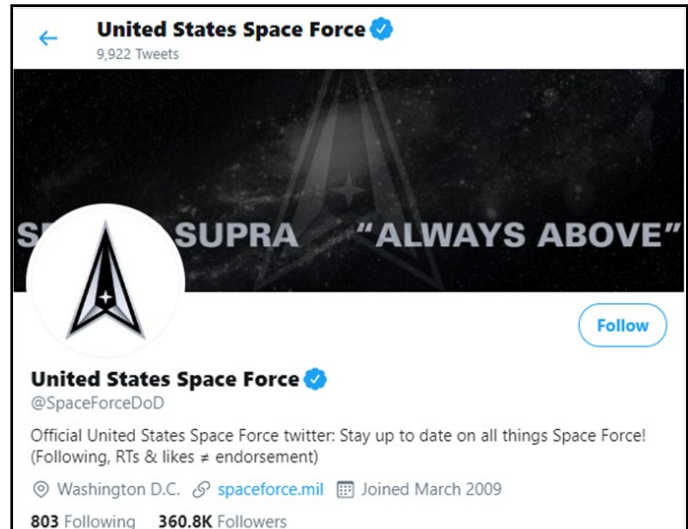 United States Space Force
9,922 Tweets
SUPRA "ALWAYS ABOVE"
Follow
United States Space Force
@SpaceForceDoD
Official United States Space Force twitter: Stay up to date on all things Space Force!
(Following, RTs & likes ≠ endorsement)
Washington D.C. spaceforce.mil Joined March 2009
803 Following 360.8K Followers